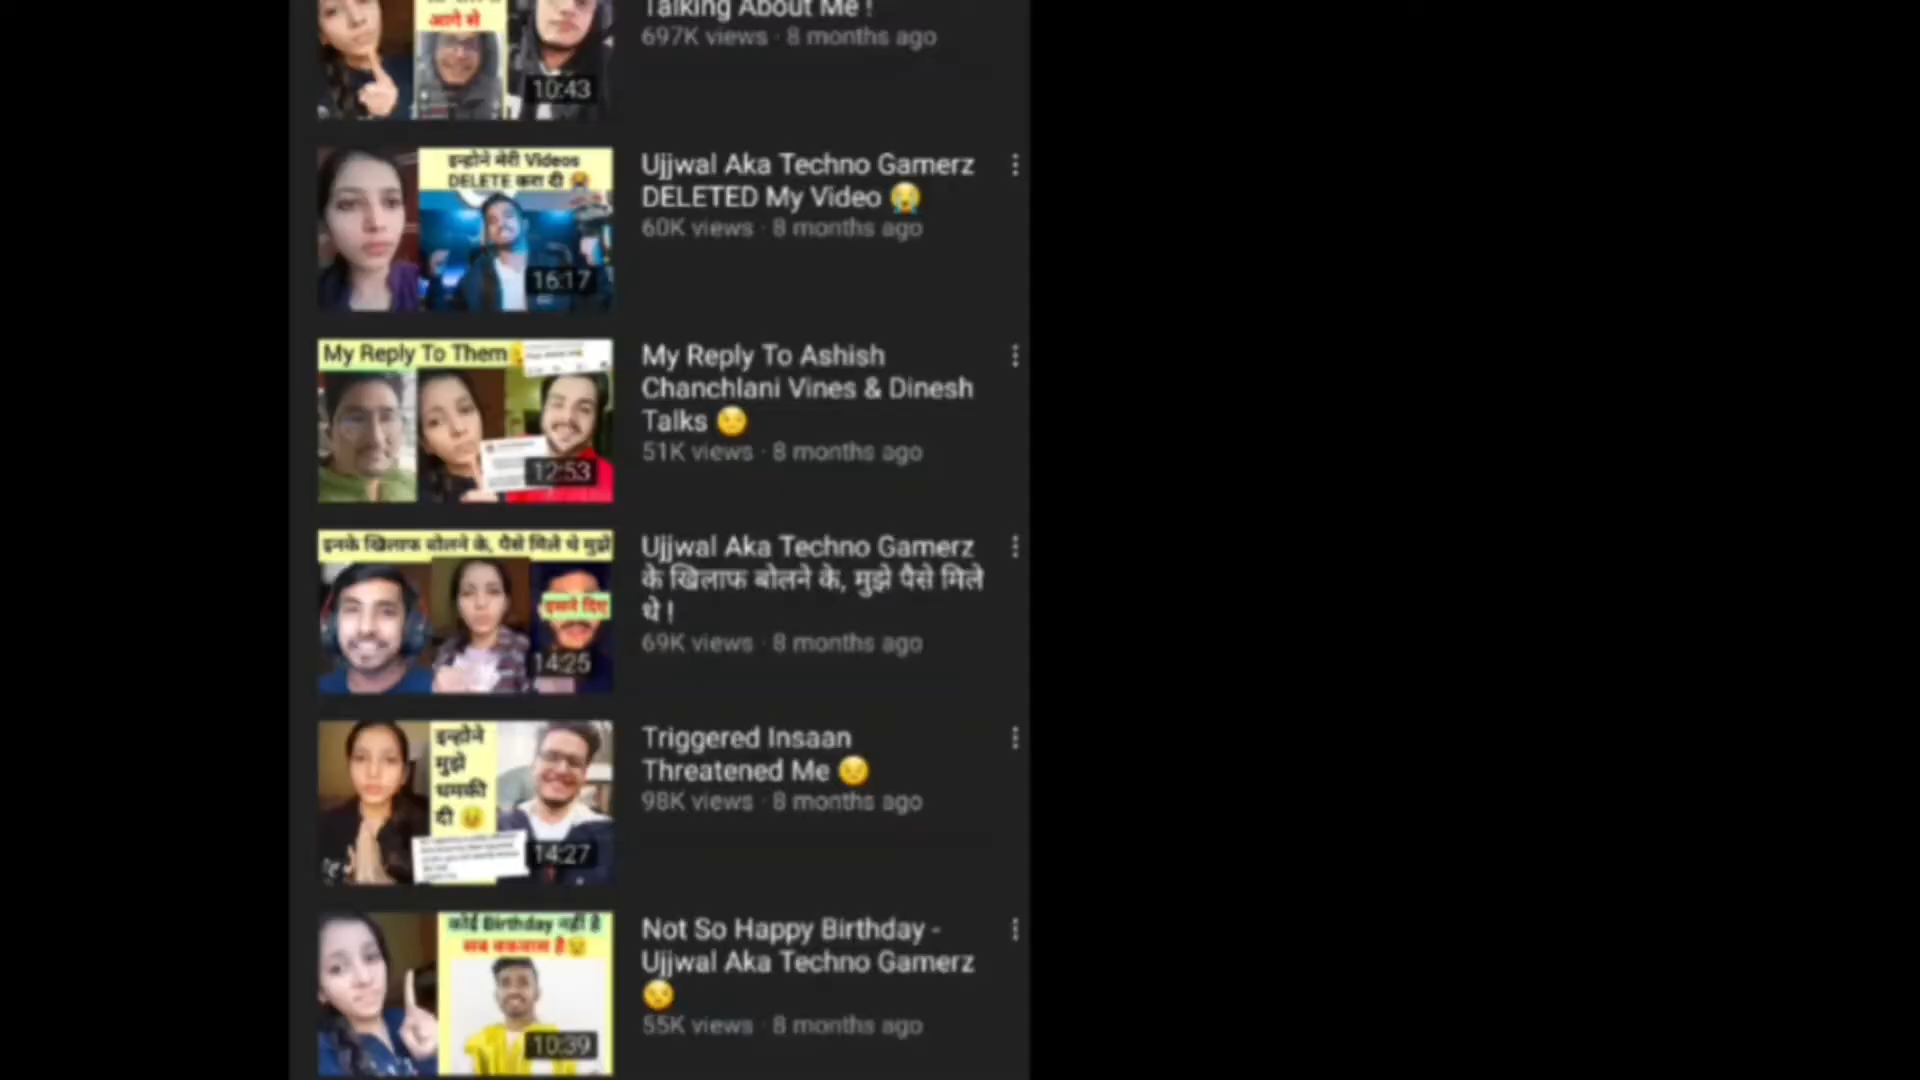 आगे से
10:43
Talking About Me !
697K views · 8 months ago
इन्होने मेरी Videos
DELETE करा दी 😭
16:17
Ujjwal Aka Techno Gamerz
DELETED My Video 😭
60K views · 8 months ago
My Reply To Them
12:53
My Reply To Ashish
Chanchlani Vines & Dinesh
Talks 😔
51K views · 8 months ago
इनके खिलाफ बोलने के, पैसे मिले थे मुझे
इसने दिए
14:25
Ujjwal Aka Techno Gamerz
के खिलाफ बोलने के, मुझे पैसे मिले
थे !
69K views · 8 months ago
इन्होने
मुझे
धमकी
दी
14:27
Triggered Insaan
Threatened Me 😔
98K views · 8 months ago
कोई Birthday नहीं है
सब बकवास है
10:39
Not So Happy Birthday -
Ujjwal Aka Techno Gamerz
😔
55K views · 8 months ago